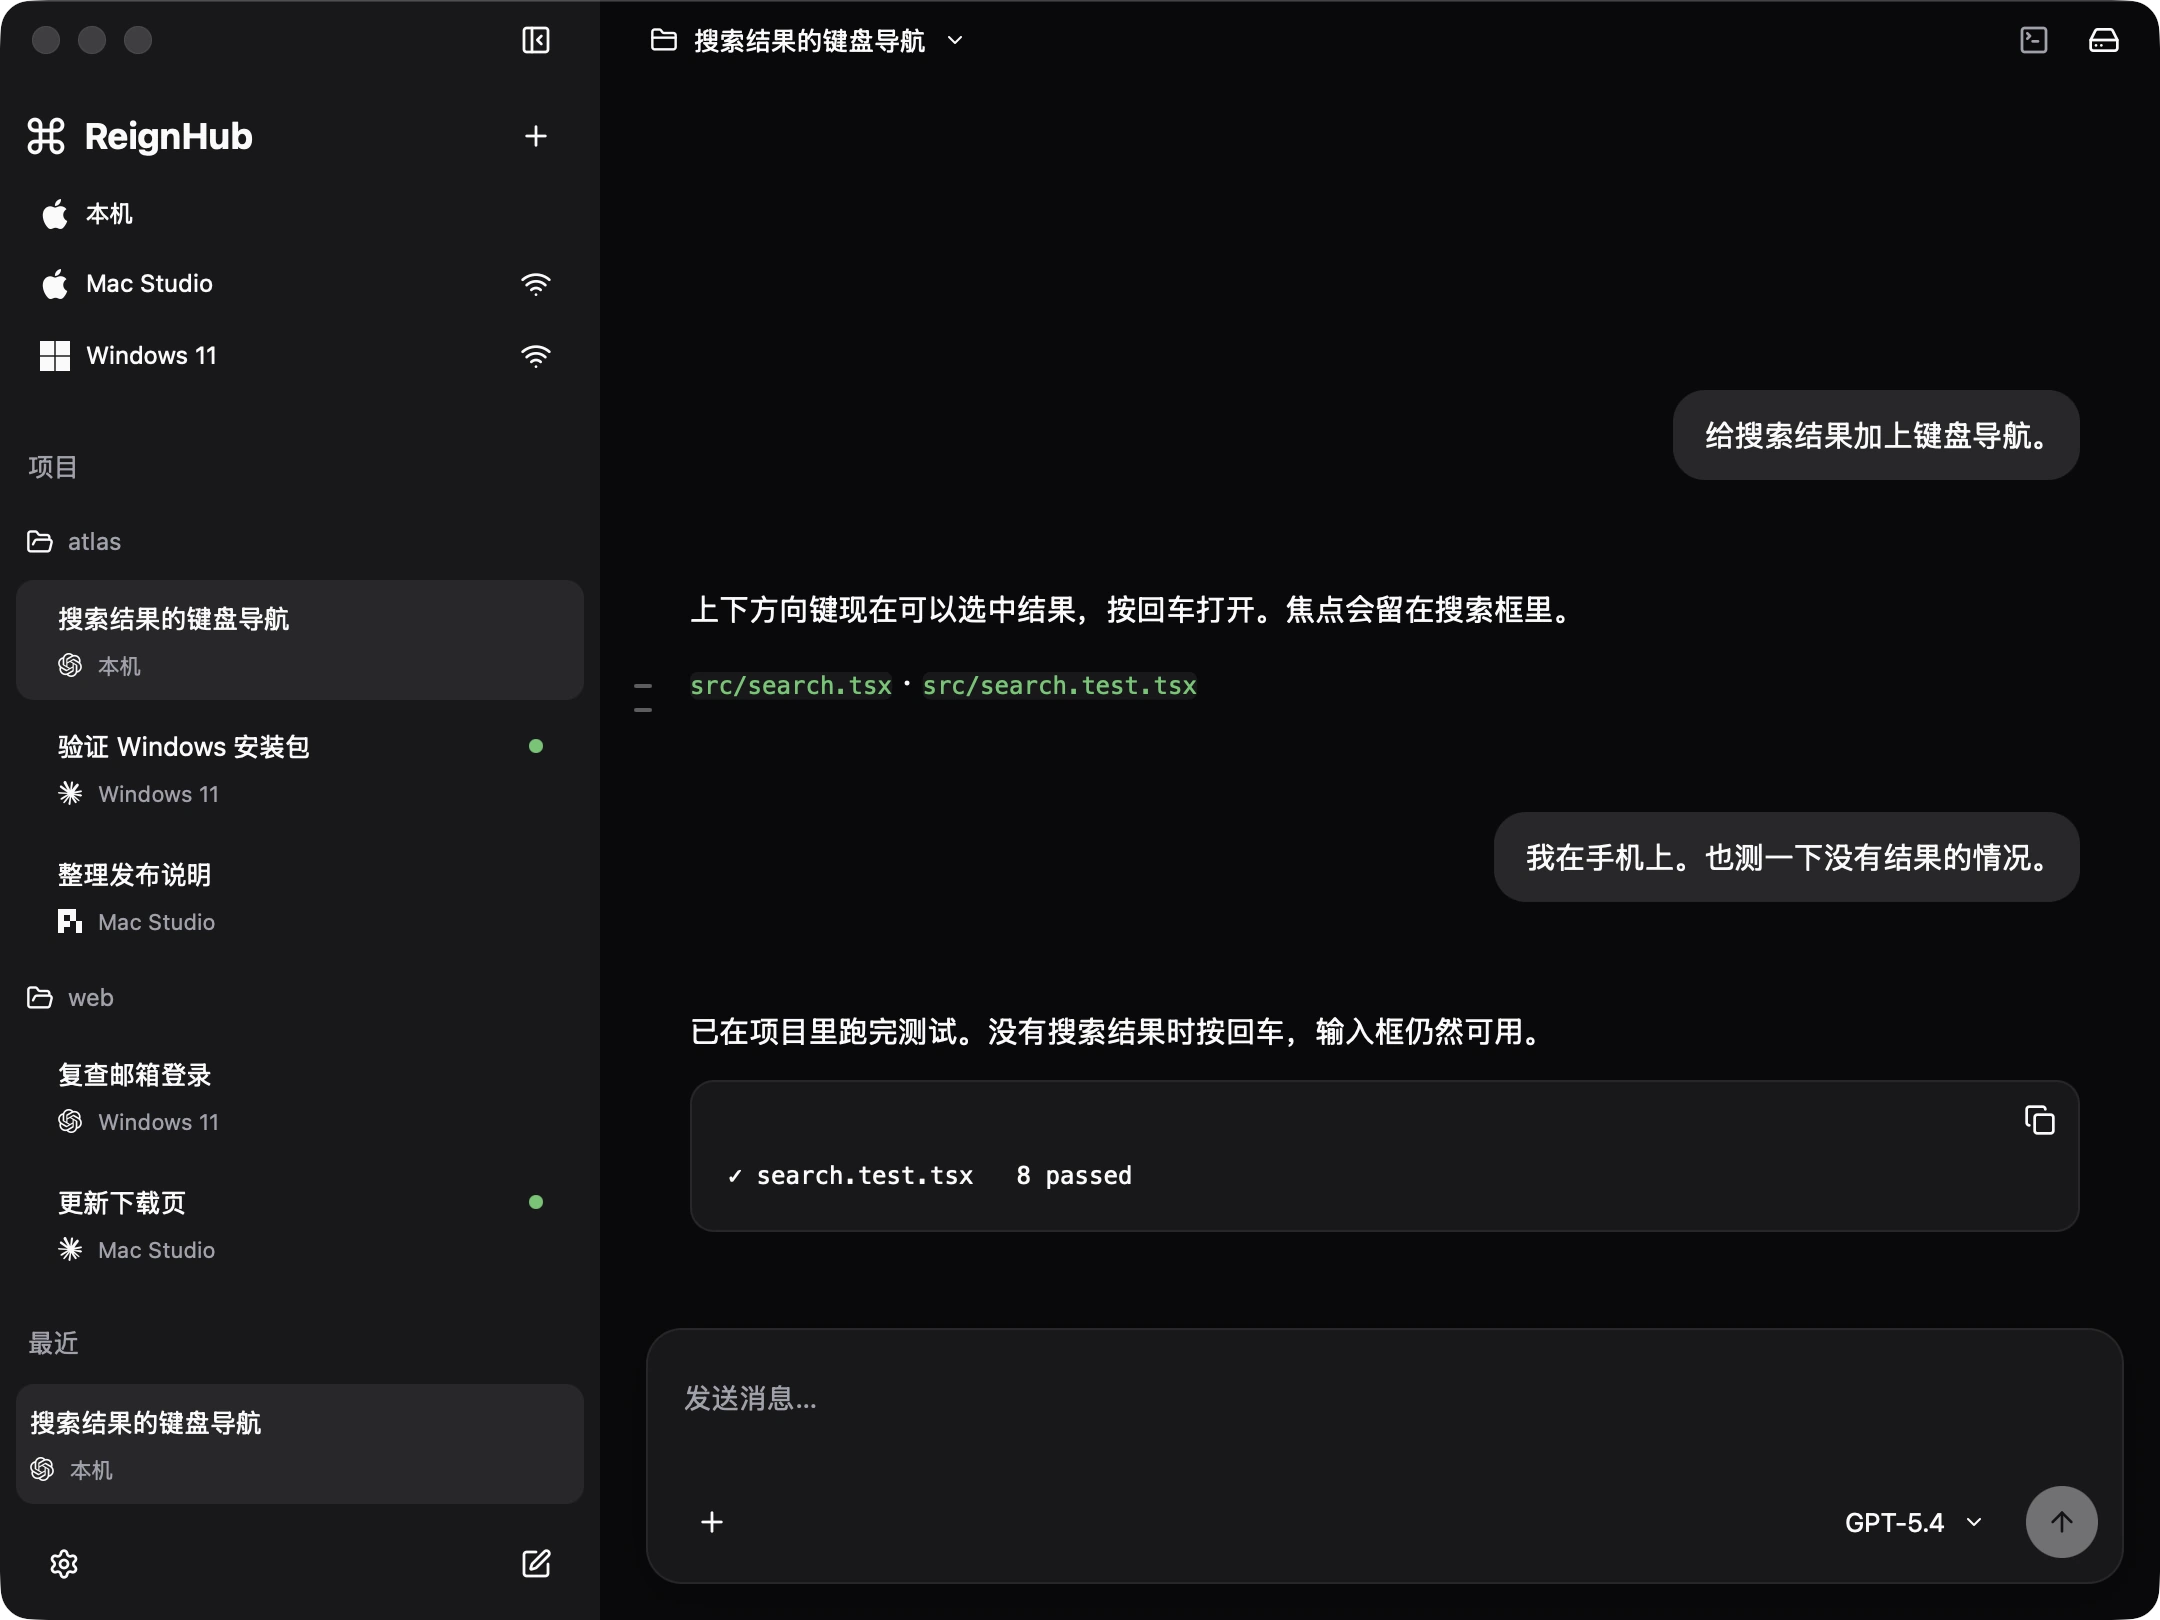 ReignHub
本机
Mac Studio
Windows 11
项目
atlas
搜索结果的键盘导航
本机
验证 Windows 安装包
Windows 11
整理发布说明
Mac Studio
web
复查邮箱登录
Windows 11
更新下载页
Mac Studio
最近
搜索结果的键盘导航
本机
搜索结果的键盘导航
给搜索结果加上键盘导航。
上下方向键现在可以选中结果，按回车打开。焦点会留在搜索框里。
src/search.tsx · src/search.test.tsx
我在手机上。也测一下没有结果的情况。
已在项目里跑完测试。没有搜索结果时按回车，输入框仍然可用。
✓ search.test.tsx   8 passed
发送消息...
GPT-5.4